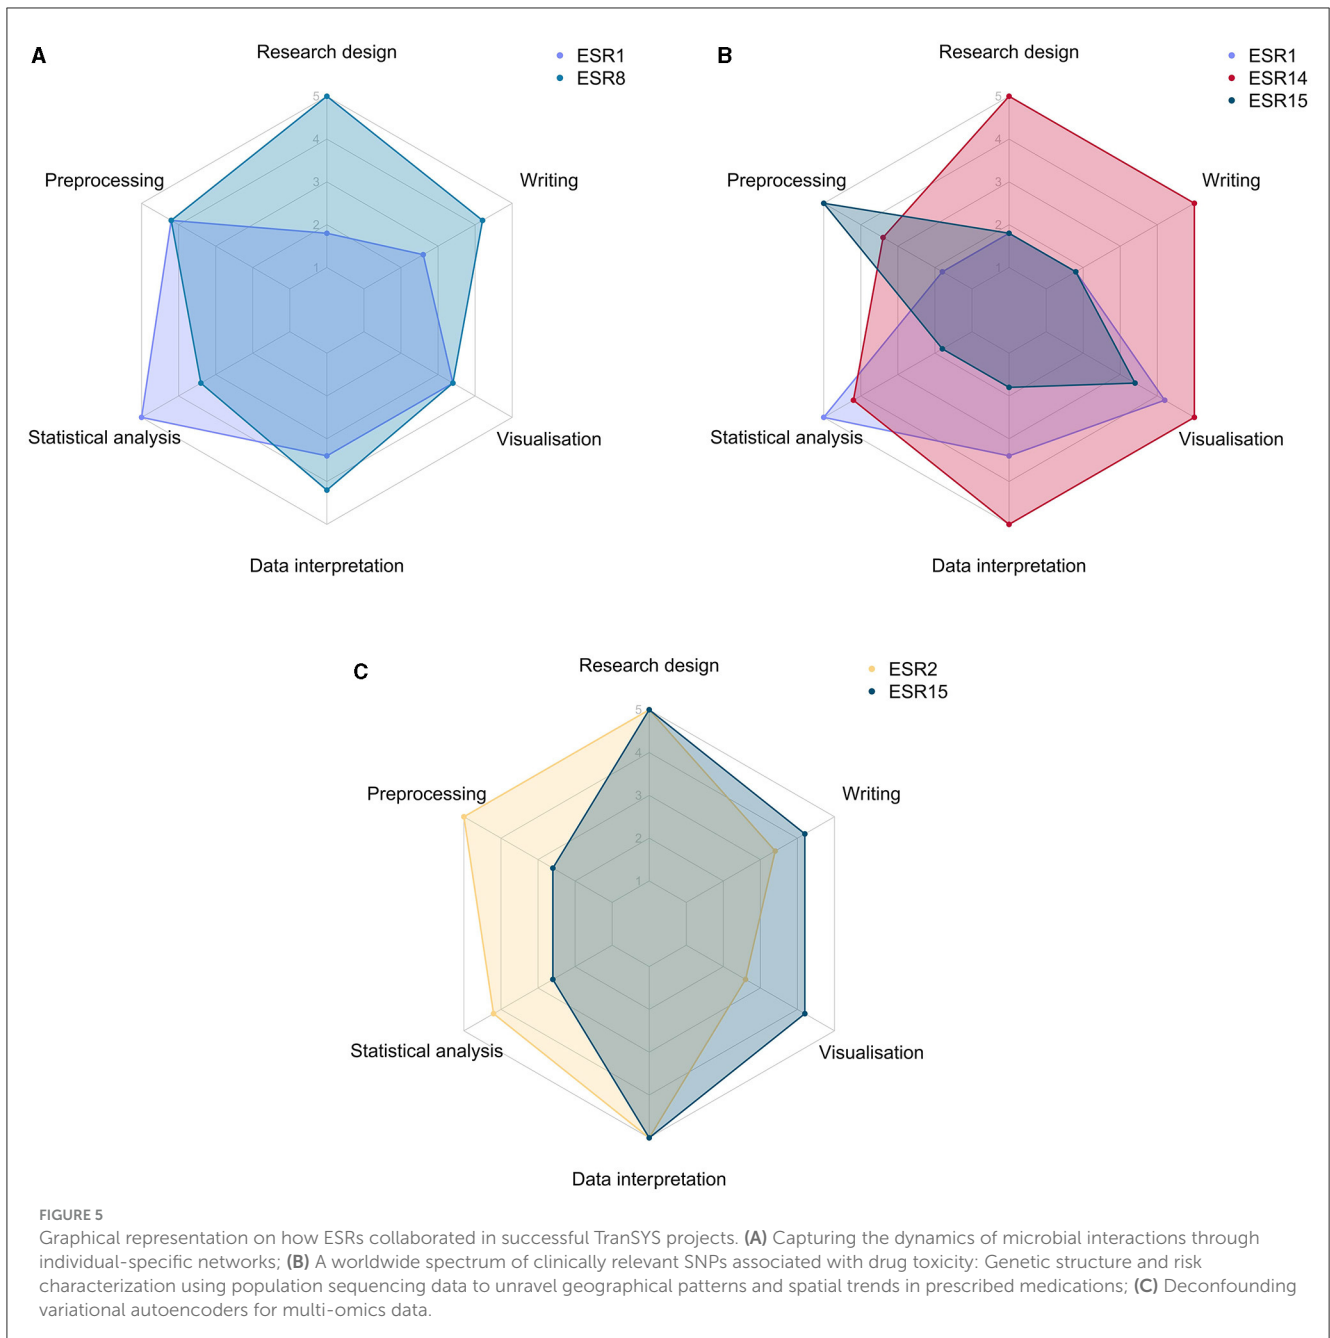 A
Research design
ESR1
ESR8
5
4
3
2
1
Preprocessing
Writing
Statistical analysis
Visualisation
Data interpretation
B
Research design
ESR1
ESR14
ESR15
5
4
3
2
1
Preprocessing
Writing
Statistical analysis
Visualisation
Data interpretation
C
Research design
ESR2
ESR15
5
4
3
2
1
Preprocessing
Writing
Statistical analysis
Visualisation
Data interpretation
FIGURE 5
Graphical representation on how ESRs collaborated in successful TranSYS projects. (A) Capturing the dynamics of microbial interactions through
individual-specific networks; (B) A worldwide spectrum of clinically relevant SNPs associated with drug toxicity: Genetic structure and risk
characterization using population sequencing data to unravel geographical patterns and spatial trends in prescribed medications; (C) Deconfounding
variational autoencoders for multi-omics data.